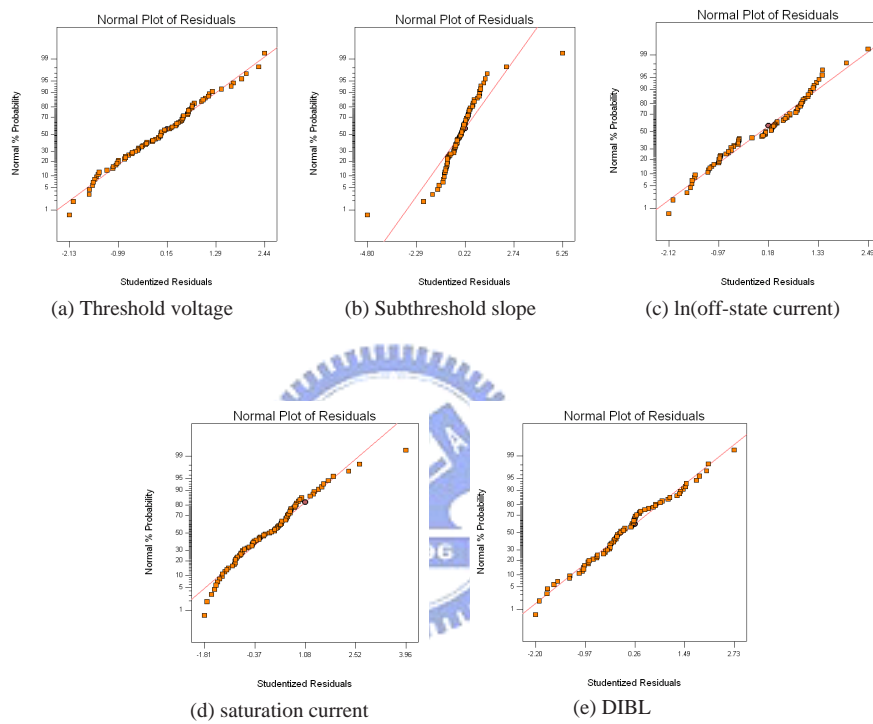 Normal Plot of Residuals
Normal % Probability
99
95
90
80
70
50
30
20
10
5
1
-2.13 -0.99 0.15 1.29 2.44
Studentized Residuals
(a) Threshold voltage
Normal Plot of Residuals
Normal % Probability
99
95
90
80
70
50
30
20
10
5
1
-4.80 -2.29 0.22 2.74 5.25
Studentized Residuals
(b) Subthreshold slope
Normal Plot of Residuals
Normal % Probability
99
95
90
80
70
50
30
20
10
5
1
-2.12 -0.97 0.18 1.33 2.49
Studentized Residuals
(c) ln(off-state current)
Normal Plot of Residuals
Normal % Probability
99
95
90
80
70
50
30
20
10
5
1
-1.81 -0.37 1.08 2.52 3.96
Studentized Residuals
(d) saturation current
Normal Plot of Residuals
Normal % Probability
99
95
90
80
70
50
30
20
10
5
1
-2.20 -0.97 0.26 1.49 2.73
Studentized Residuals
(e) DIBL
A
96